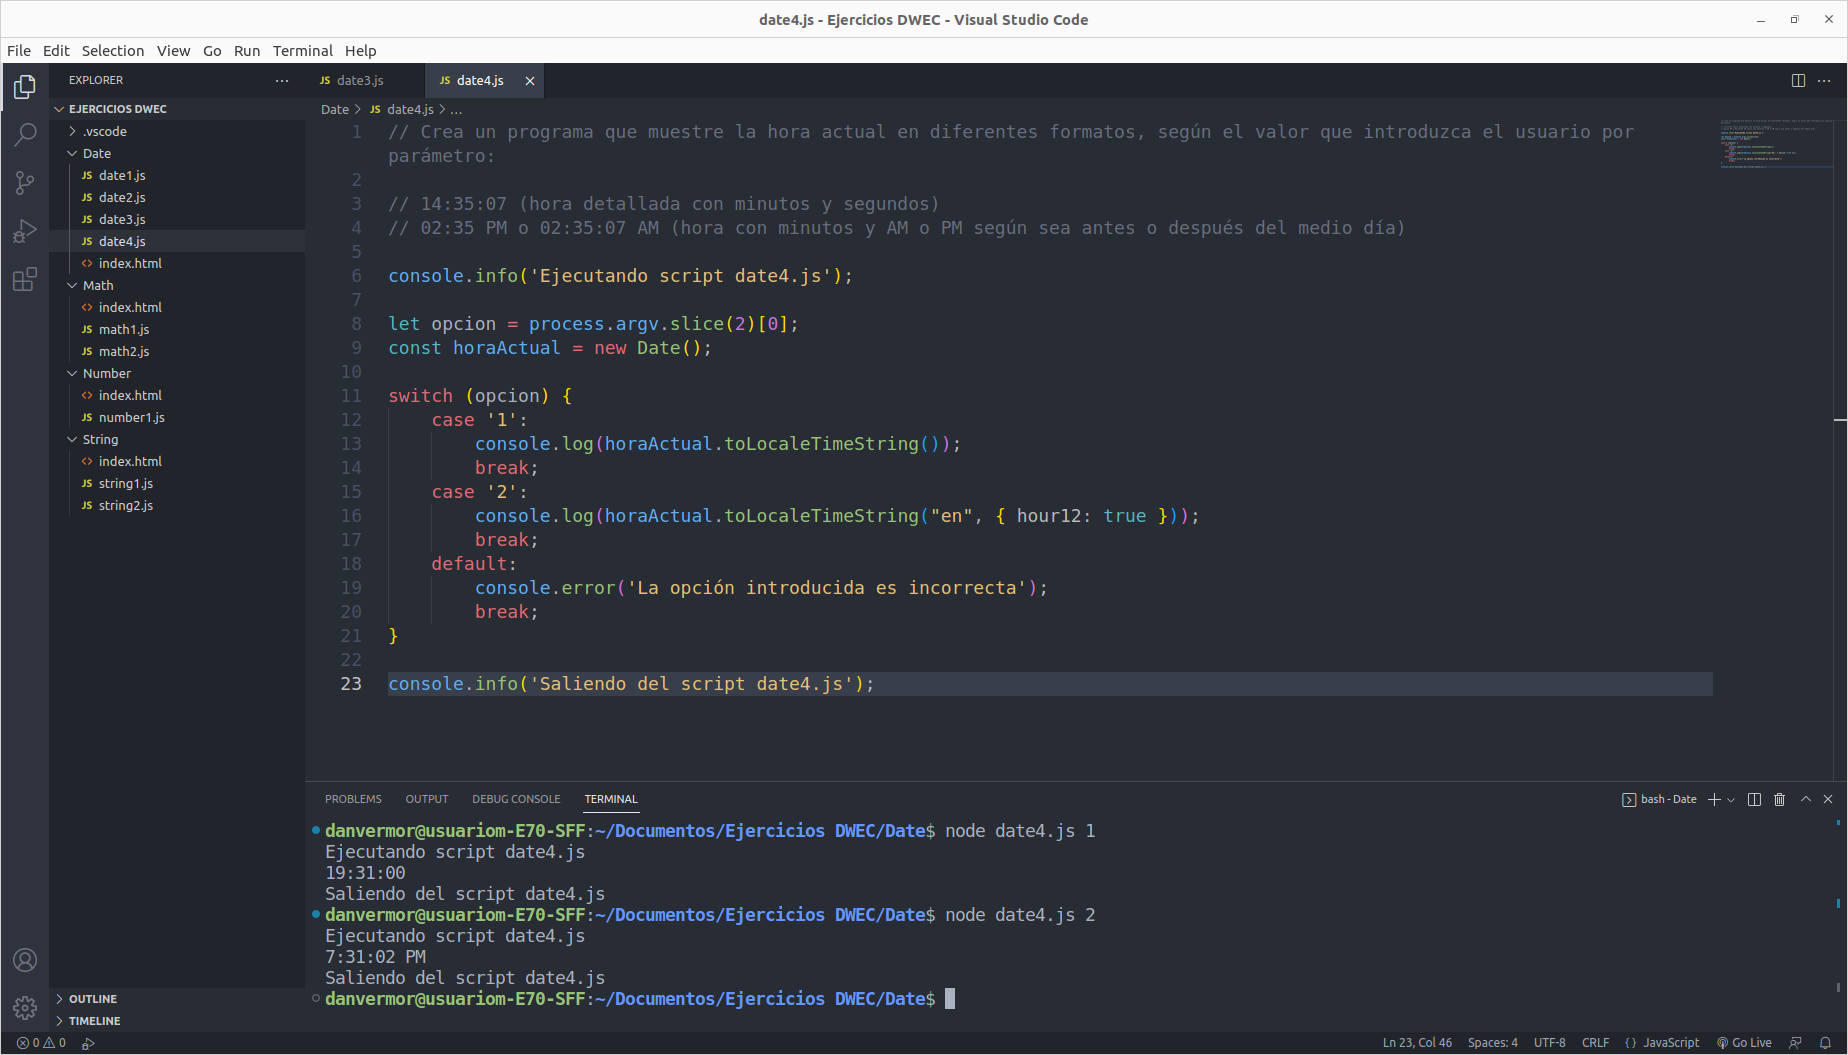 date4.js - Ejercicios DWEC - Visual Studio Code
File Edit Selection View Go Run Terminal Help
EXPLORER
EJERCICIOS DWEC
.vscode
Date
JS date1.js
JS date2.js
JS date3.js
JS date4.js
<> index.html
Math
<> index.html
JS math1.js
JS math2.js
Number
<> index.html
JS number1.js
String
<> index.html
JS string1.js
JS string2.js
OUTLINE
TIMELINE
JS date3.js JS date4.js
Date > JS date4.js > ...
1 // Crea un programa que muestre la hora actual en diferentes formatos, según el valor que introduzca el usuario por
parámetro:
2
3 // 14:35:07 (hora detallada con minutos y segundos)
4 // 02:35 PM o 02:35:07 AM (hora con minutos y AM o PM según sea antes o después del medio día)
5
6 console.info('Ejecutando script date4.js');
7
8 let opcion = process.argv.slice(2)[0];
9 const horaActual = new Date();
10
11 switch (opcion) {
12 case '1':
13 console.log(horaActual.toLocaleTimeString());
14 break;
15 case '2':
16 console.log(horaActual.toLocaleTimeString("en", { hour12: true }));
17 break;
18 default:
19 console.error('La opción introducida es incorrecta');
20 break;
21 }
22
23 console.info('Saliendo del script date4.js');
PROBLEMS OUTPUT DEBUG CONSOLE TERMINAL bash - Date
danvermor@usuariom-E70-SFF:~/Documentos/Ejercicios DWEC/Date$ node date4.js 1
Ejecutando script date4.js
19:31:00
Saliendo del script date4.js
danvermor@usuariom-E70-SFF:~/Documentos/Ejercicios DWEC/Date$ node date4.js 2
Ejecutando script date4.js
7:31:02 PM
Saliendo del script date4.js
danvermor@usuariom-E70-SFF:~/Documentos/Ejercicios DWEC/Date$
0 0 Ln 23, Col 46 Spaces: 4 UTF-8 CRLF {} JavaScript Go Live